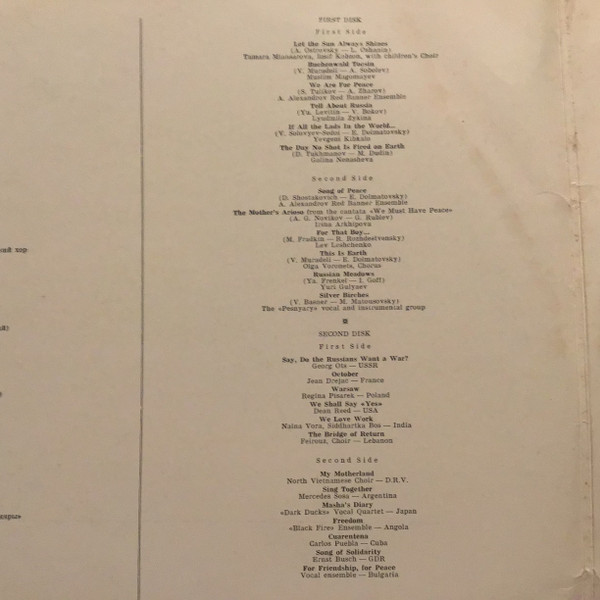 ский хор
й)
)
нцры»
FIRST DISK
First Side
Let the Sun Always Shines
(A. Ostrovsky — L. Oshanin)
Tamara Miansarova, Iosif Kobzon, with children's Choir
Buchenwald Tocsin
(V. Muradeli — A. Sobolev)
Muslim Magomayev
We Are For Peace
(S. Tulikov — A. Zharov)
A. Alexandrov Red Banner Ensemble
Tell About Russia
(Yu. Levitin — V. Bokov)
Lyudmila Zykina
If All the Lads In the World...
(V. Solovyev-Sedoi — E. Dolmatovsky)
Yevgeni Kibkalo
The Day No Shot Is Fired on Earth
(D. Tukhmanov — M. Dudin)
Galina Nenasheva
Second Side
Song of Peace
(D. Shostakovich — E. Dolmatovsky)
A. Alexandrov Red Banner Ensemble
The Mother's Arioso from the cantata «We Must Have Peace»
(A. G. Novikov — G. Rublev)
Irina Arkhipova
For That Boy...
(M. Fradkin — R. Rozhdestvensky)
Lev Leshchenko
This Is Earth
(V. Muradeli — E. Dolmatovsky)
Olga Voronets, Chorus
Russian Meadows
(Ya. Frenkel — I. Goff)
Yuri Gulyaev
Silver Birches
(V. Basner — M. Matusovsky)
The «Pesnyary» vocal and instrumental group
SECOND DISK
First Side
Say, Do the Russians Want a War?
Georg Ots — USSR
October
Jean Drejac — France
Warsaw
Regina Pisarek — Poland
We Shall Say «Yes»
Dean Reed — USA
We Love Work
Naina Vora, Siddhartka Bos — India
The Bridge of Return
Feirouz, Choir — Lebanon
Second Side
My Motherland
North Vietnamese Choir — D.R.V.
Sing Together
Mercedes Sosa — Argentina
Masha's Diary
«Dark Ducks» Vocal Quartet — Japan
Freedom
«Black Fire» Ensemble — Angola
Cuarentena
Carlos Puebla — Cuba
Song of Solidarity
Ernst Busch — GDR
For Friendship, for Peace
Vocal ensemble — Bulgaria